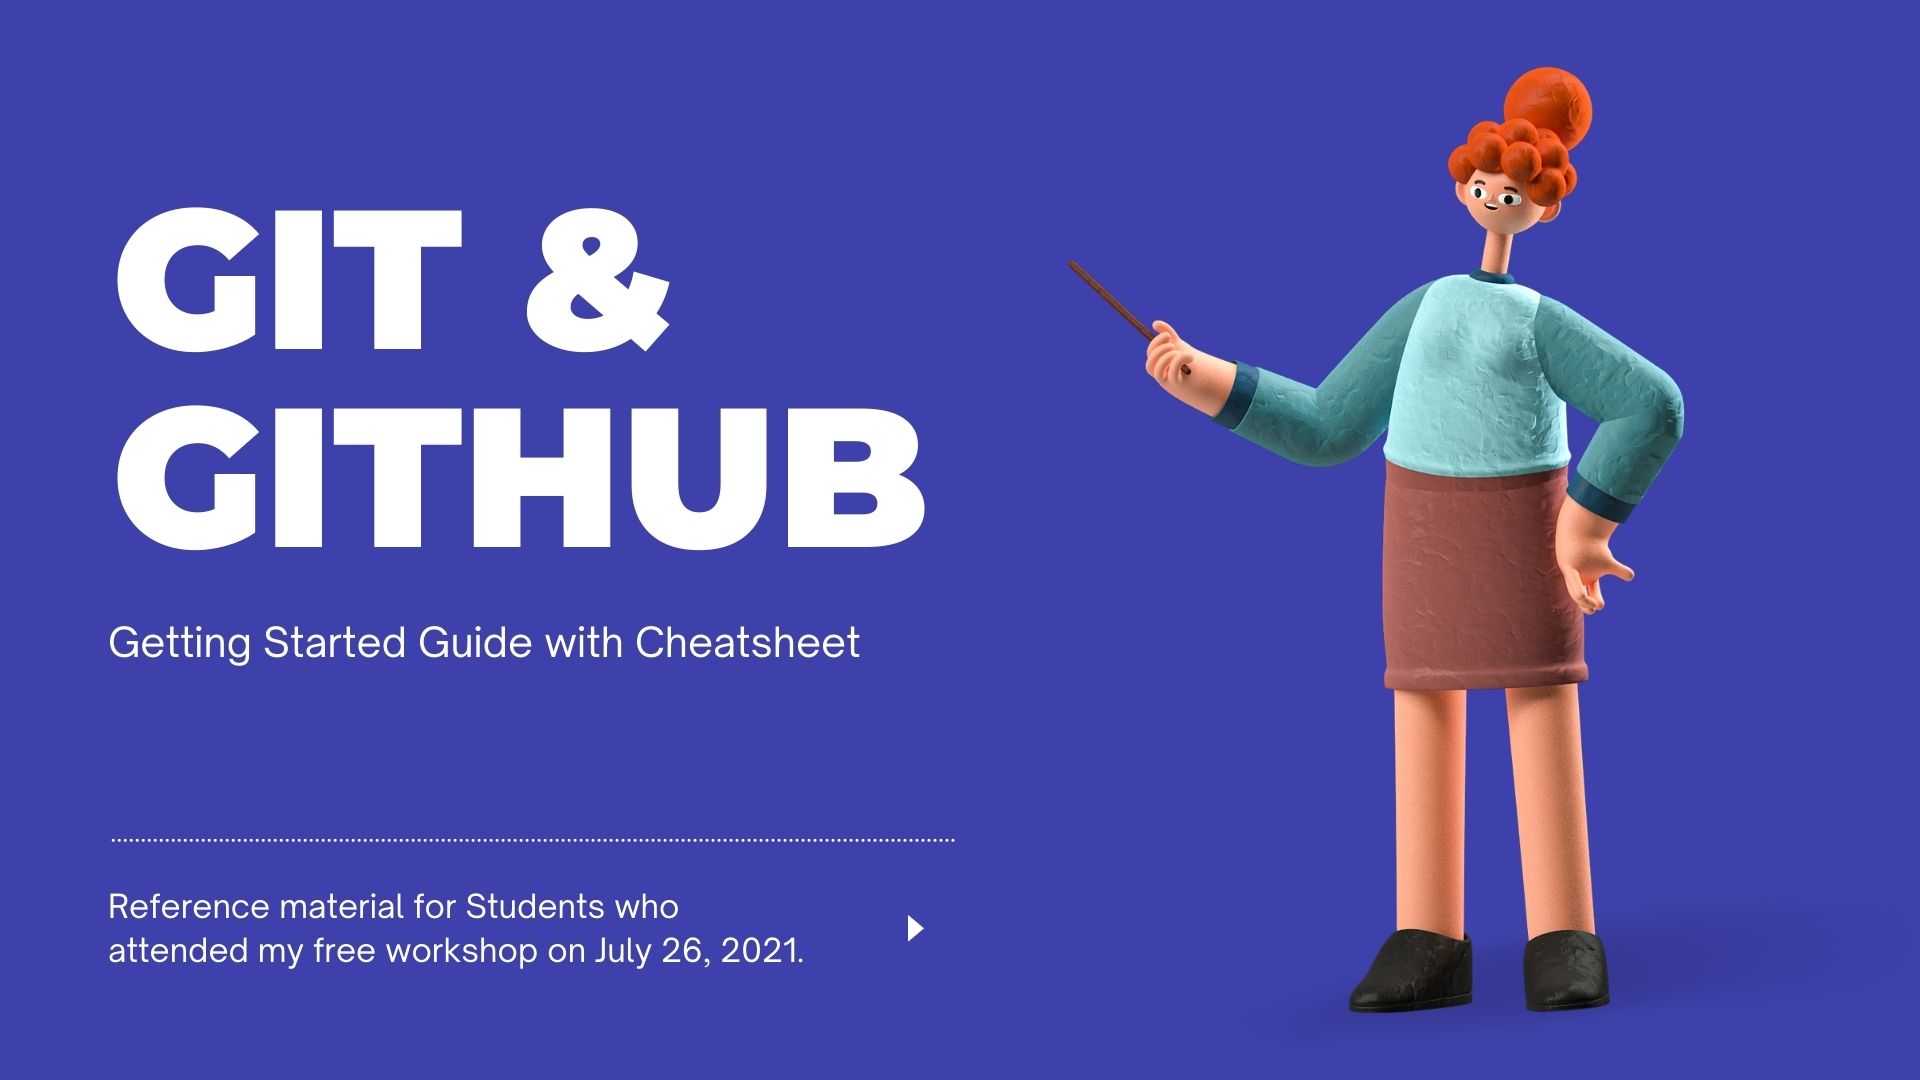 GIT &
GITHUB
Getting Started Guide with Cheatsheet
Reference material for Students who
attended my free workshop on July 26, 2021.